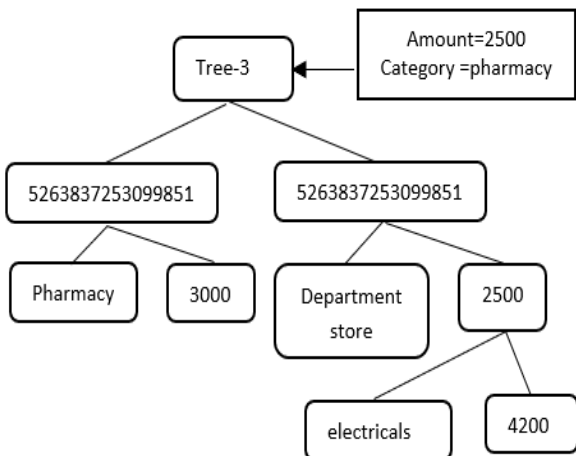 Amount=2500
Category =pharmacy
Tree-3
5263837253099851
5263837253099851
Pharmacy
3000
Department
store
2500
electricals
4200